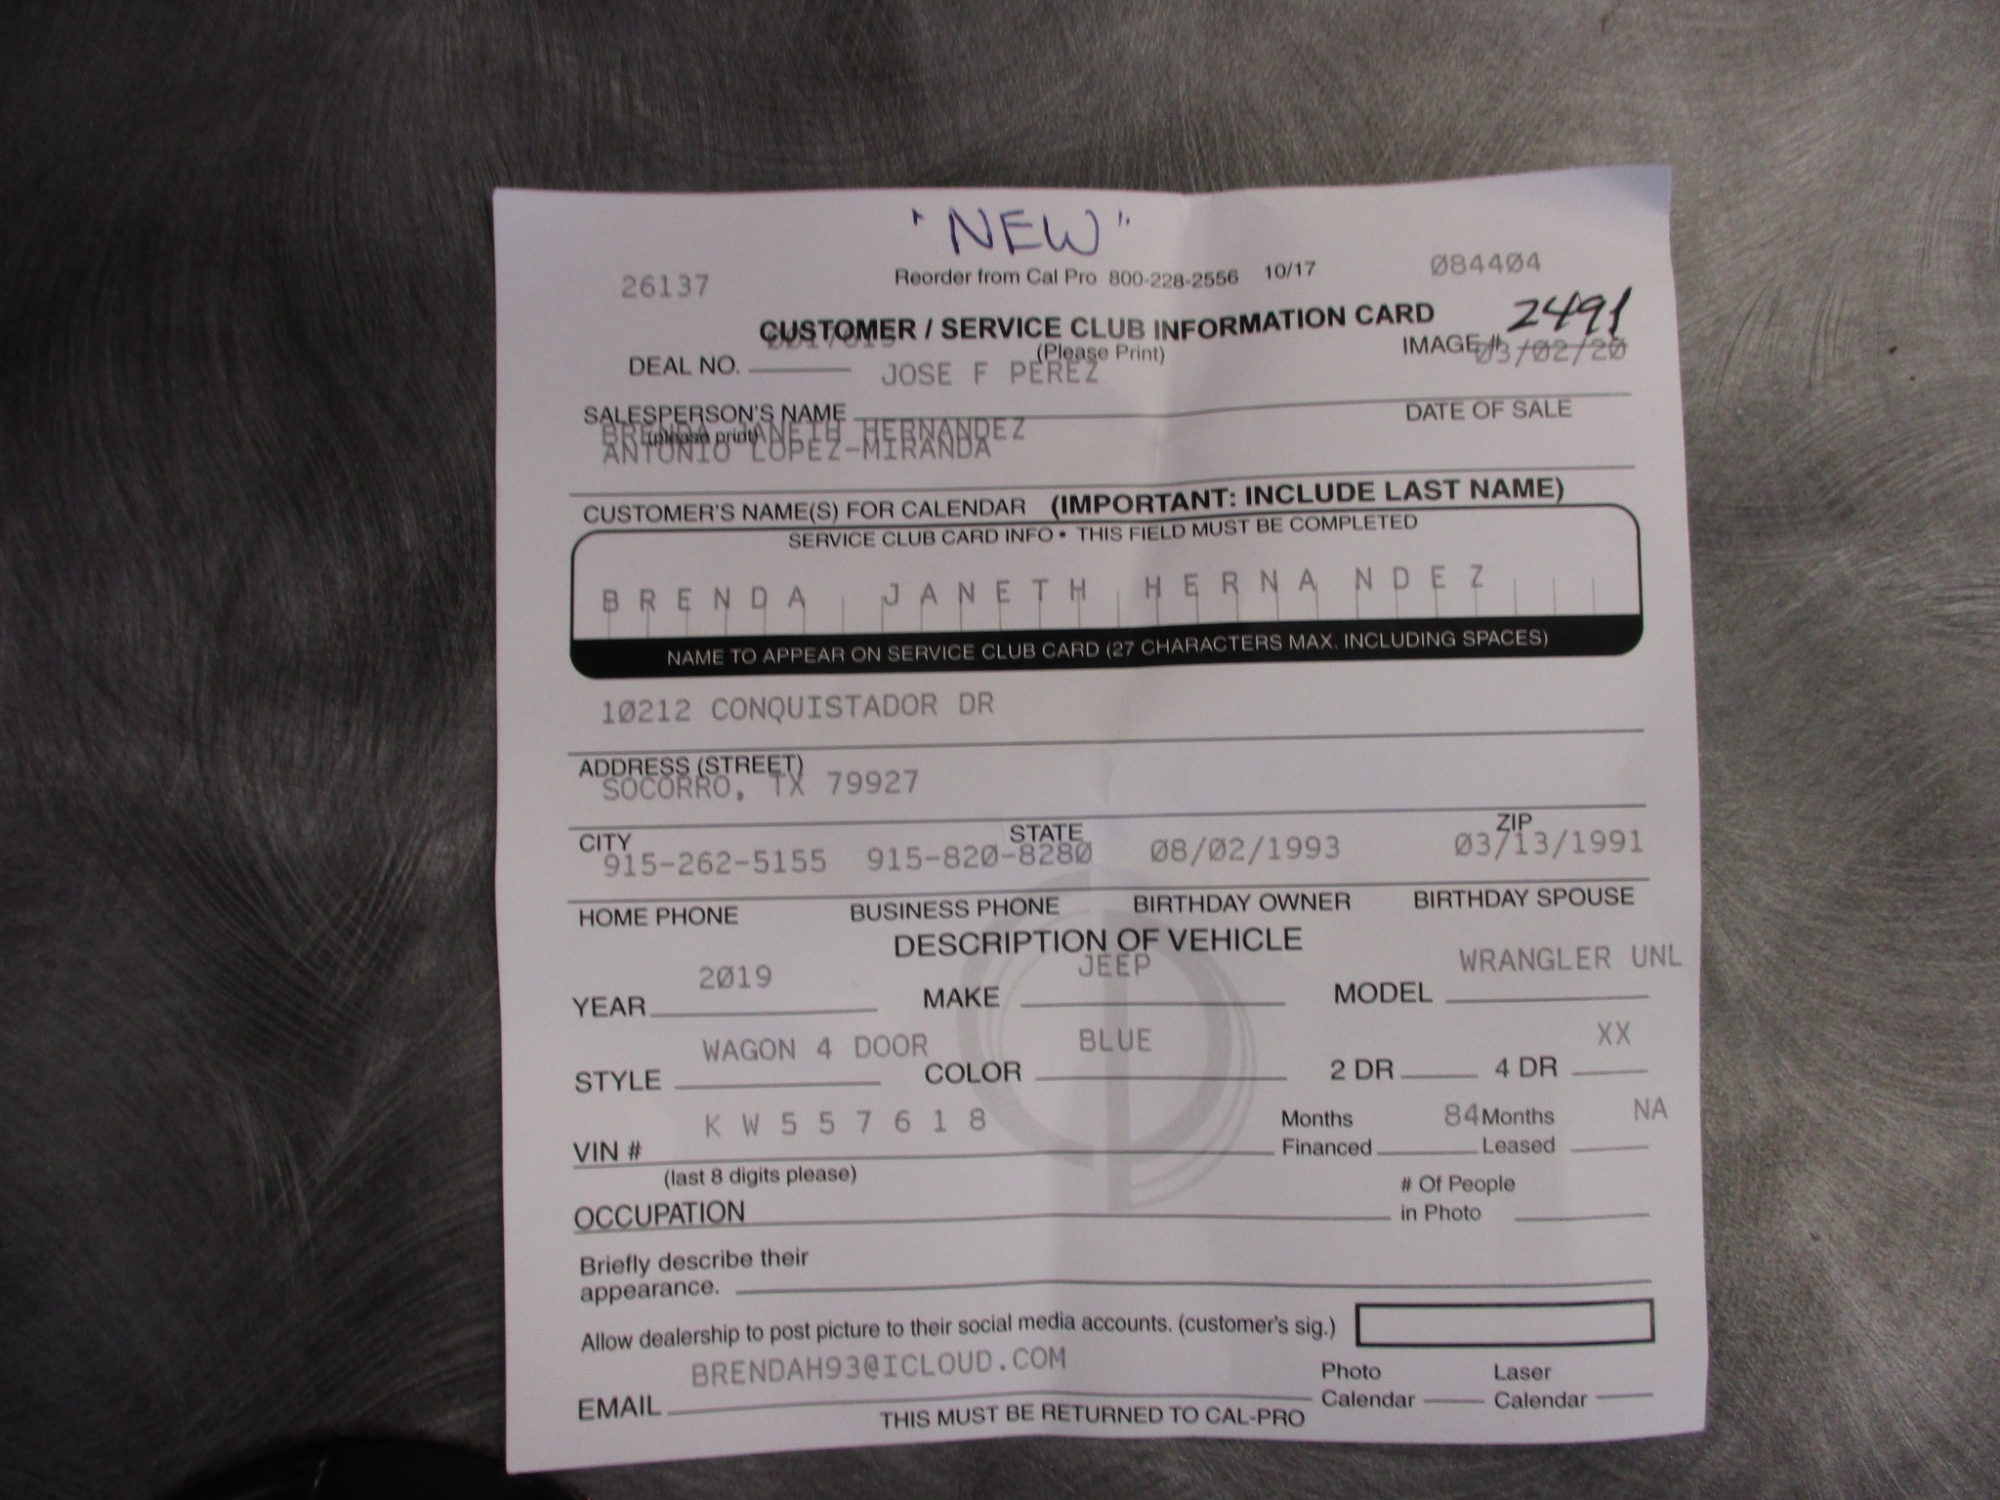 "NEW"
26137 Reorder from Cal Pro 800-228-2556 10/17 084404
CUSTOMER / SERVICE CLUB INFORMATION CARD 2491
DEAL NO. (Please Print) IMAGE# 03/02/20
JOSE F PEREZ
SALESPERSON'S NAME DATE OF SALE
(please print) BRENDA JANETH HERNANDEZ
ANTONIO LOPEZ-MIRANDA
CUSTOMER'S NAME(S) FOR CALENDAR (IMPORTANT: INCLUDE LAST NAME)
SERVICE CLUB CARD INFO • THIS FIELD MUST BE COMPLETED
BRENDA JANETH HERNANDEZ
NAME TO APPEAR ON SERVICE CLUB CARD (27 CHARACTERS MAX. INCLUDING SPACES)
10212 CONQUISTADOR DR
ADDRESS (STREET)
SOCORRO, TX 79927
CITY STATE ZIP
915-262-5155 915-820-8280 08/02/1993 03/13/1991
HOME PHONE BUSINESS PHONE BIRTHDAY OWNER BIRTHDAY SPOUSE
DESCRIPTION OF VEHICLE
YEAR 2019 MAKE JEEP MODEL WRANGLER UNL
STYLE WAGON 4 DOOR COLOR BLUE 2 DR 4 DR XX
VIN # K W 5 5 7 6 1 8 Months Financed 84 Months Leased NA
(last 8 digits please)
OCCUPATION # Of People in Photo
Briefly describe their
appearance.
Allow dealership to post picture to their social media accounts. (customer's sig.)
EMAIL BRENDAH93@ICLOUD.COM Photo Calendar Laser Calendar
THIS MUST BE RETURNED TO CAL-PRO